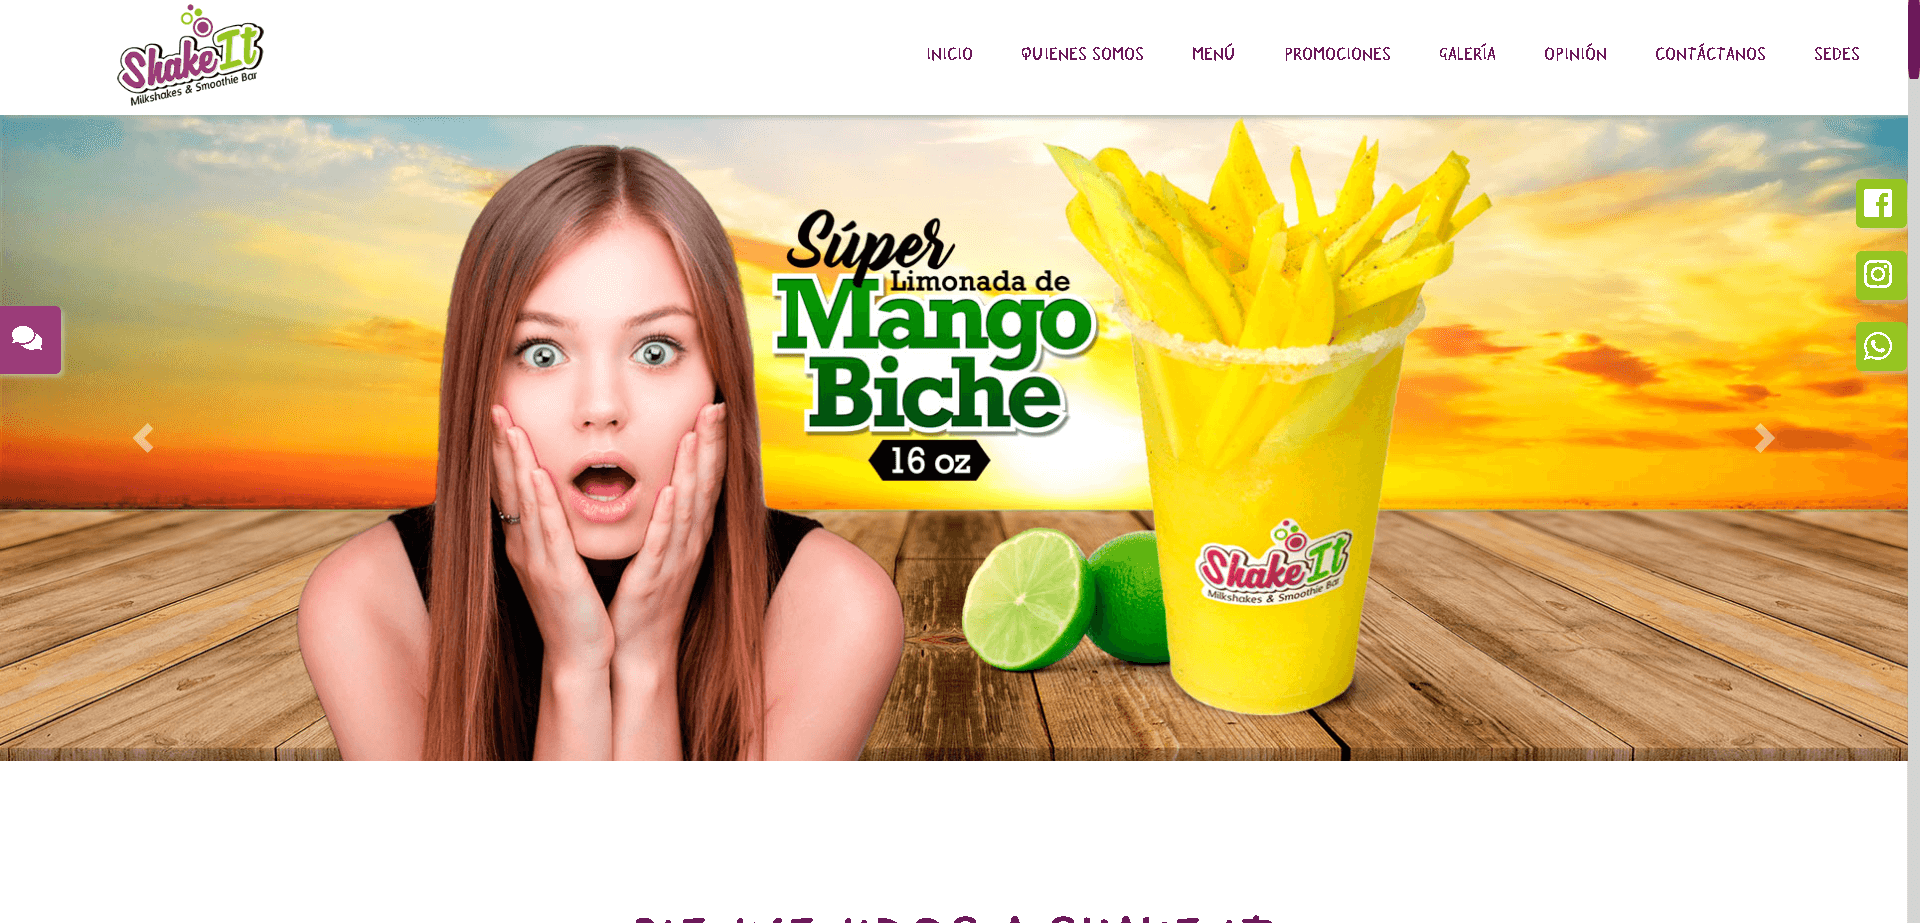 Shake It
Milkshakes & Smoothie Bar
INICIO
QUIENES SOMOS
MENÚ
PROMOCIONES
GALERÍA
OPINIÓN
CONTÁCTANOS
SEDES
Súper
Limonada de
Mango
Biche
16 oz
Shake It
Milkshakes & Smoothie Bar